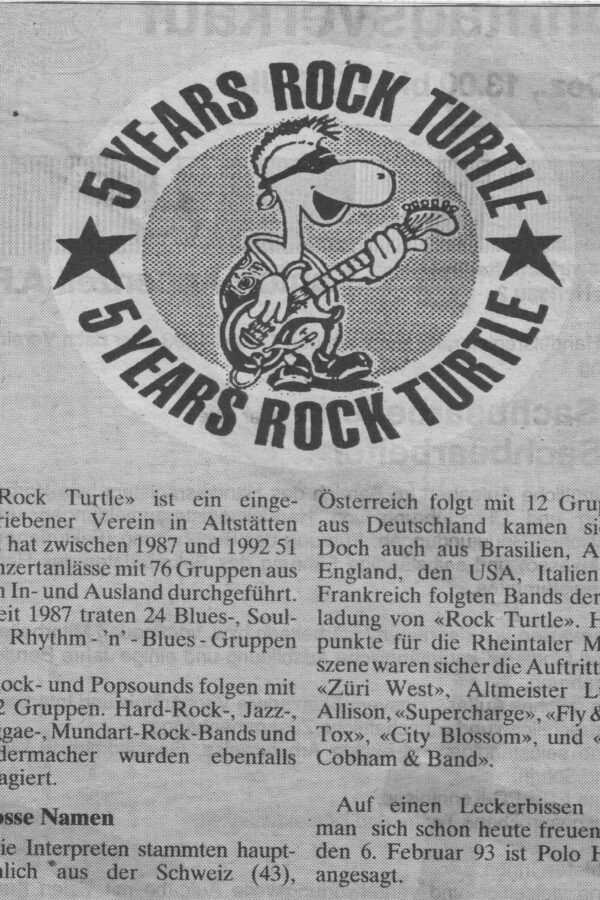 5 YEARS ROCK TURTLE
5 YEARS ROCK TURTLE
Rock Turtle» ist ein einge-
riebener Verein in Altstätten
hat zwischen 1987 und 1992 51
nzertanlässe mit 76 Gruppen aus
n In- und Ausland durchgeführt.
eit 1987 traten 24 Blues-, Soul-
Rhythm-'n'-Blues-Gruppen
ock- und Popsounds folgen mit
2 Gruppen. Hard-Rock-, Jazz-,
ggae-, Mundart-Rock-Bands und
dermacher wurden ebenfalls
agiert.
osse Namen
ie Interpreten stammten haupt-
hlich aus der Schweiz (43),
Österreich folgt mit 12 Grup
aus Deutschland kamen si
Doch auch aus Brasilien, A
England, den USA, Italien
Frankreich folgten Bands der
ladung von «Rock Turtle». H
punkte für die Rheintaler M
szene waren sicher die Auftritt
«Züri West», Altmeister L
Allison, «Supercharge», «Fly &
Tox», «City Blossom», und «
Cobham & Band».
Auf einen Leckerbissen
man sich schon heute freuen
den 6. Februar 93 ist Polo H
angesagt.